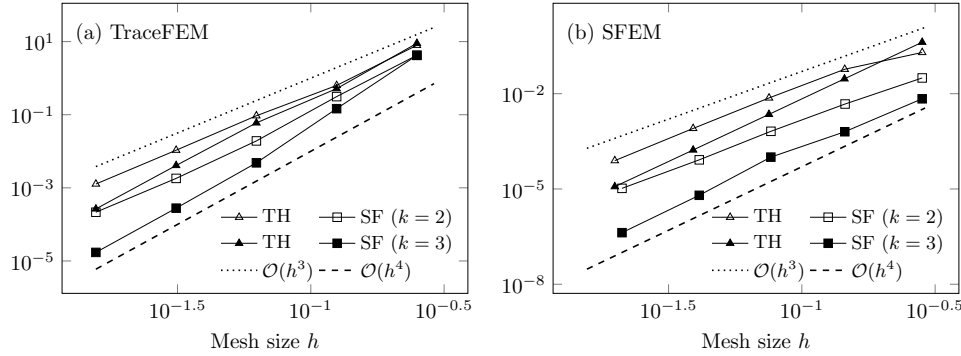 (a) TraceFEM
10^1
10^{-1}
10^{-3}
10^{-5}
TH SF (k = 2)
TH SF (k = 3)
O(h^3) O(h^4)
10^{-1.5} 10^{-1} 10^{-0.5}
Mesh size h
(b) SFEM
10^{-2}
10^{-5}
10^{-8}
TH SF (k = 2)
TH SF (k = 3)
O(h^3) O(h^4)
10^{-1.5} 10^{-1} 10^{-0.5}
Mesh size h